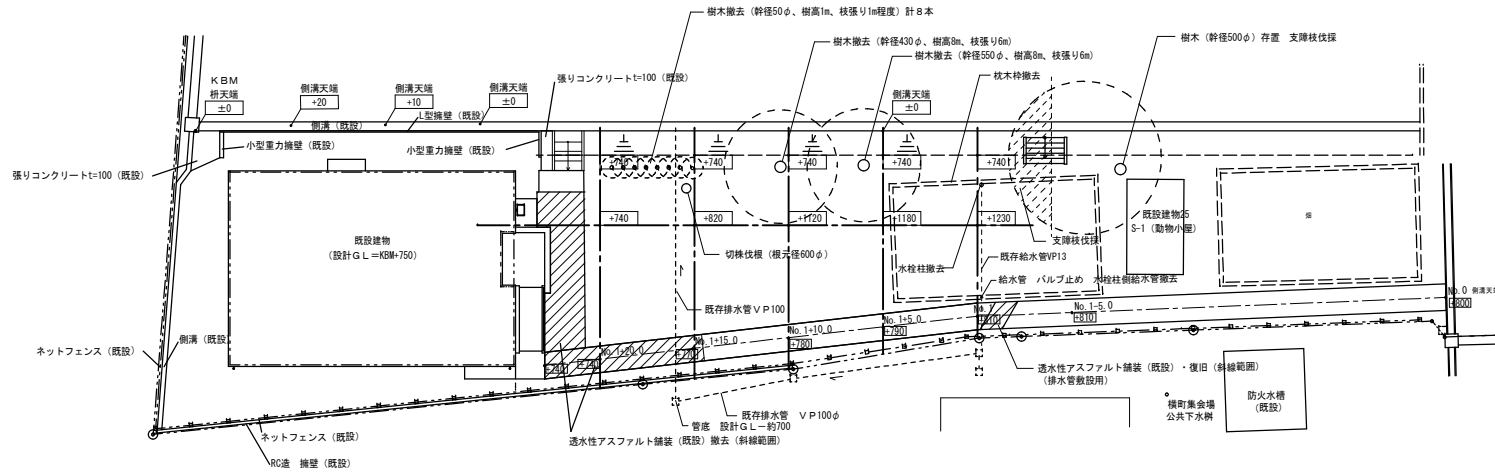 樹木撤去（幹径50φ、樹高1m、枝張り1m程度）計８本
樹木撤去（幹径430φ、樹高8m、枝張り6m）
樹木撤去（幹径550φ、樹高8m、枝張り6m）
樹木（幹径500φ）存置　支障枝伐採
枕木枠撤去
張りコンクリートt=100（既設）
ＫＢＭ
枡天端
±0
側溝天端
+20
側溝天端
+10
側溝天端
±0
側溝天端
±0
L型擁壁（既設）
側溝（既設）
小型重力擁壁（既設）
小型重力擁壁（既設）
張りコンクリートt=100（既設）
+740
+740
+740
+740
+740
+740
+820
+1120
+1180
+1230
既設建物
（設計ＧＬ＝KBM+750）
既設建物25
S-1（動物小屋）
畑
切株伐根（根元径600φ）
水栓柱撤去
支障枝伐採
既存給水管VP13
給水管　バルブ止め　水栓柱側給水管撤去
既存排水管ＶＰ100
No.0 側溝天端
+800
No.1-5.0
+810
No.1
+810
No.1+5.0
+790
No.1+10.0
+780
No.1+15.0
+770
No.1+20.0
+740
+740
ネットフェンス（既設）
側溝（既設）
透水性アスファルト舗装（既設）・復旧（斜線範囲）
（排水管敷設用）
横町集会場
公共下水桝
防火水槽
（既設）
既存排水管　ＶＰ100φ
管底　設計ＧＬ－約700
透水性アスファルト舗装（既設）撤去（斜線範囲）
ネットフェンス（既設）
RC造　擁壁（既設）